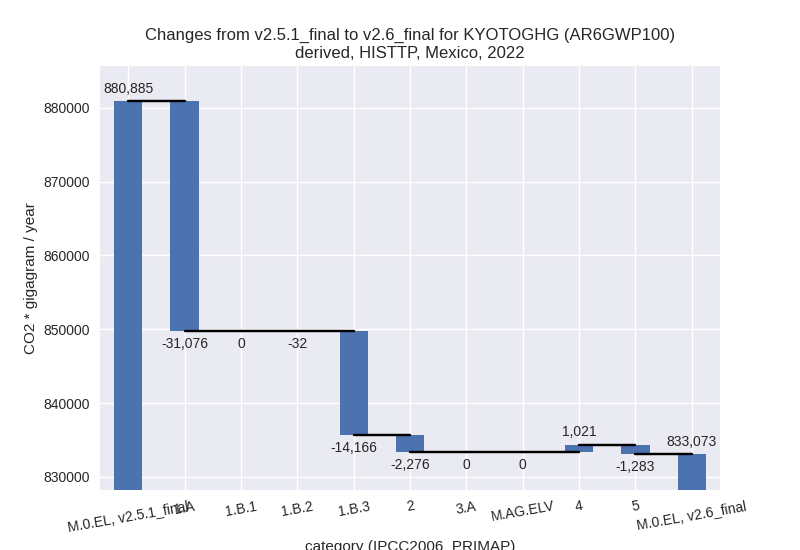 Changes from v2.5.1_final to v2.6_final for KYOTOGHG (AR6GWP100)
derived, HISTTP, Mexico, 2022
CO2 * gigagram / year
880000
870000
860000
850000
840000
830000
880,885
-31,076
0
-32
-14,166
-2,276
0
0
1,021
-1,283
833,073
M.0.EL, v2.5.1_final
1.A
1.B.1
1.B.2
1.B.3
2
3.A
M.AG.ELV
4
5
M.0.EL, v2.6_final
category (IPCC2006_PRIMAP)